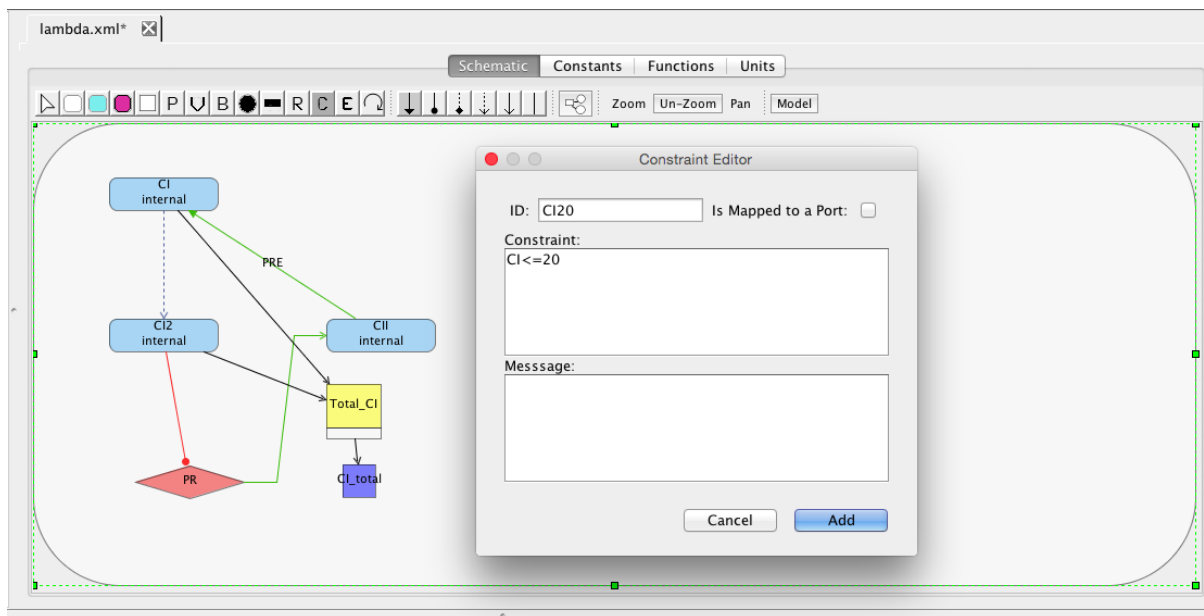 lambda.xml*
Schematic Constants Functions Units
P V B R C E Zoom Un-Zoom Pan Model
Constraint Editor
ID: CI20 Is Mapped to a Port:
Constraint:
CI<=20
Messsage:
Cancel Add
CI
internal
PRE
CI2
internal
CII
internal
Total_CI
PR
CI_total